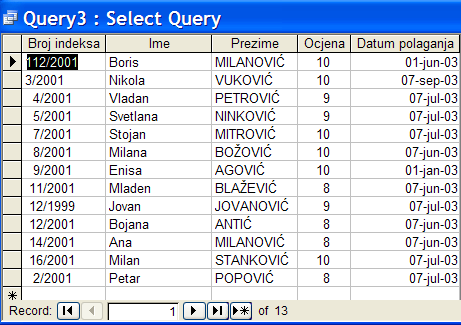 Query3 : Select Query
Broj indeksa Ime Prezime Ocjena Datum polaganja
112/2001 Boris MILANOVIĆ 10 01-jun-03
3/2001 Nikola VUKOVIĆ 10 07-sep-03
4/2001 Vladan PETROVIĆ 9 07-jul-03
5/2001 Svetlana NINKOVIĆ 9 07-jul-03
7/2001 Stojan MITROVIĆ 10 07-jul-03
8/2001 Milana BOŽOVIĆ 10 07-jun-03
9/2001 Enisa AGOVIĆ 10 01-jan-03
11/2001 Mladen BLAŽEVIĆ 8 07-jun-03
12/1999 Jovan JOVANOVIĆ 9 07-jul-03
12/2001 Bojana ANTIĆ 8 07-jun-03
14/2001 Ana MILANOVIĆ 8 07-jun-03
16/2001 Milan STANKOVIĆ 10 07-jul-03
2/2001 Petar POPOVIĆ 8 07-jul-03
Record: 1 of 13